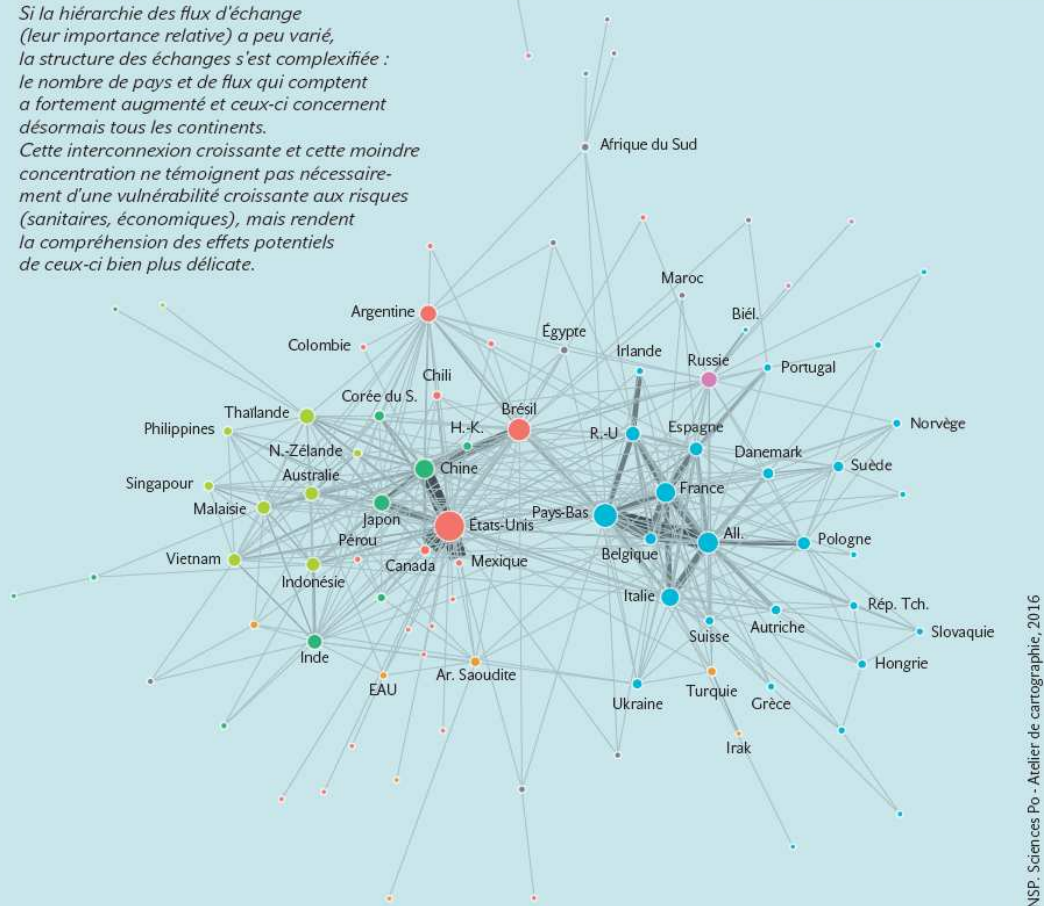 Si la hiérarchie des flux d'échange
(leur importance relative) a peu varié,
la structure des échanges s'est complexifiée :
le nombre de pays et de flux qui comptent
a fortement augmenté et ceux-ci concernent
désormais tous les continents.
Cette interconnexion croissante et cette moindre
concentration ne témoignent pas nécessaire-
ment d'une vulnérabilité croissante aux risques
(sanitaires, économiques), mais rendent
la compréhension des effets potentiels
de ceux-ci bien plus délicate.
Afrique du Sud
Maroc
Argentine
Biél.
Égypte
Colombie
Irlande
Russie
Portugal
Chili
Corée du S.
Thaïlande
Brésil
Philippines
H.-K.
R.-U
Espagne
Norvège
N.-Zélande
Danemark
Chine
Suède
Australie
Singapour
France
Malaisie
Pays-Bas
Japon
États-Unis
All.
Pérou
Pologne
Belgique
Vietnam
Canada
Mexique
Indonésie
Italie
Rép. Tch.
Autriche
Slovaquie
Suisse
Inde
Hongrie
Ar. Saoudite
EAU
Turquie
Ukraine
Grèce
Irak
NSP. Sciences Po - Atelier de cartographie, 2016